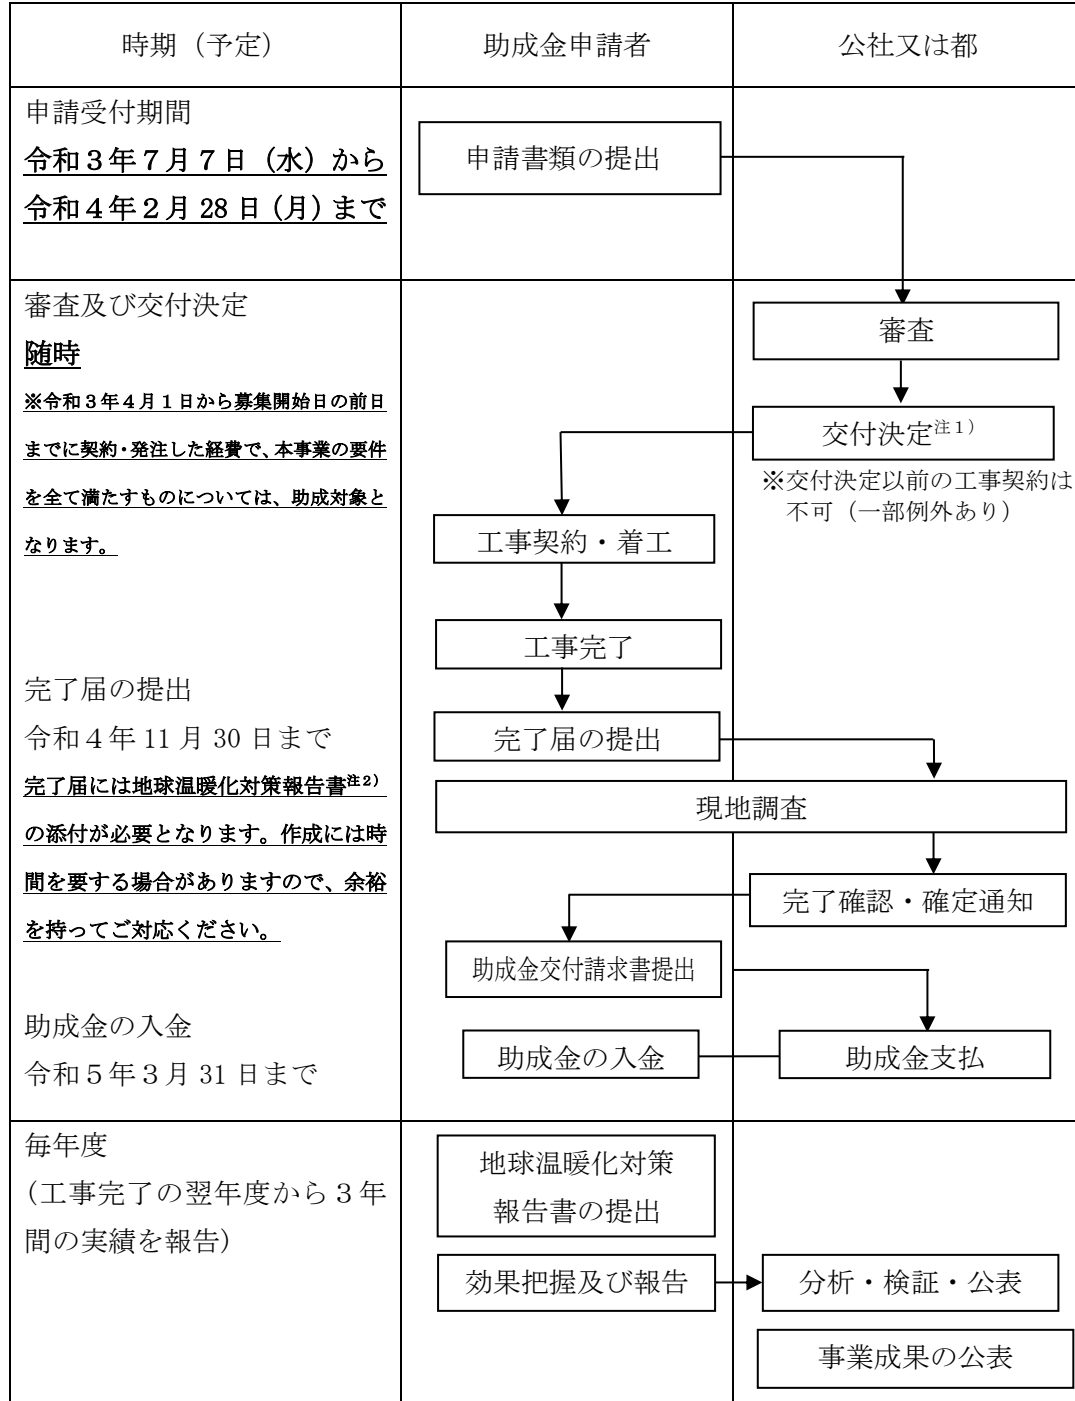 時期（予定）
助成金申請者
公社又は都
申請受付期間
令和３年７月７日（水）から
令和４年２月 28 日（月）まで
申請書類の提出
審査及び交付決定
随時
※令和３年４月１日から募集開始日の前日
までに契約・発注した経費で、本事業の要件
を全て満たすものについては、助成対象と
なります。
審査
交付決定注１）
※交付決定以前の工事契約は
不可（一部例外あり）
工事契約・着工
工事完了
完了届の提出
令和４年 11 月 30 日まで
完了届には地球温暖化対策報告書注２）
の添付が必要となります。作成には時
間を要する場合がありますので、余裕
を持ってご対応ください。
完了届の提出
現地調査
完了確認・確定通知
助成金交付請求書提出
助成金の入金
令和５年３月 31 日まで
助成金の入金
助成金支払
毎年度
（工事完了の翌年度から３年
間の実績を報告）
地球温暖化対策
報告書の提出
効果把握及び報告
分析・検証・公表
事業成果の公表